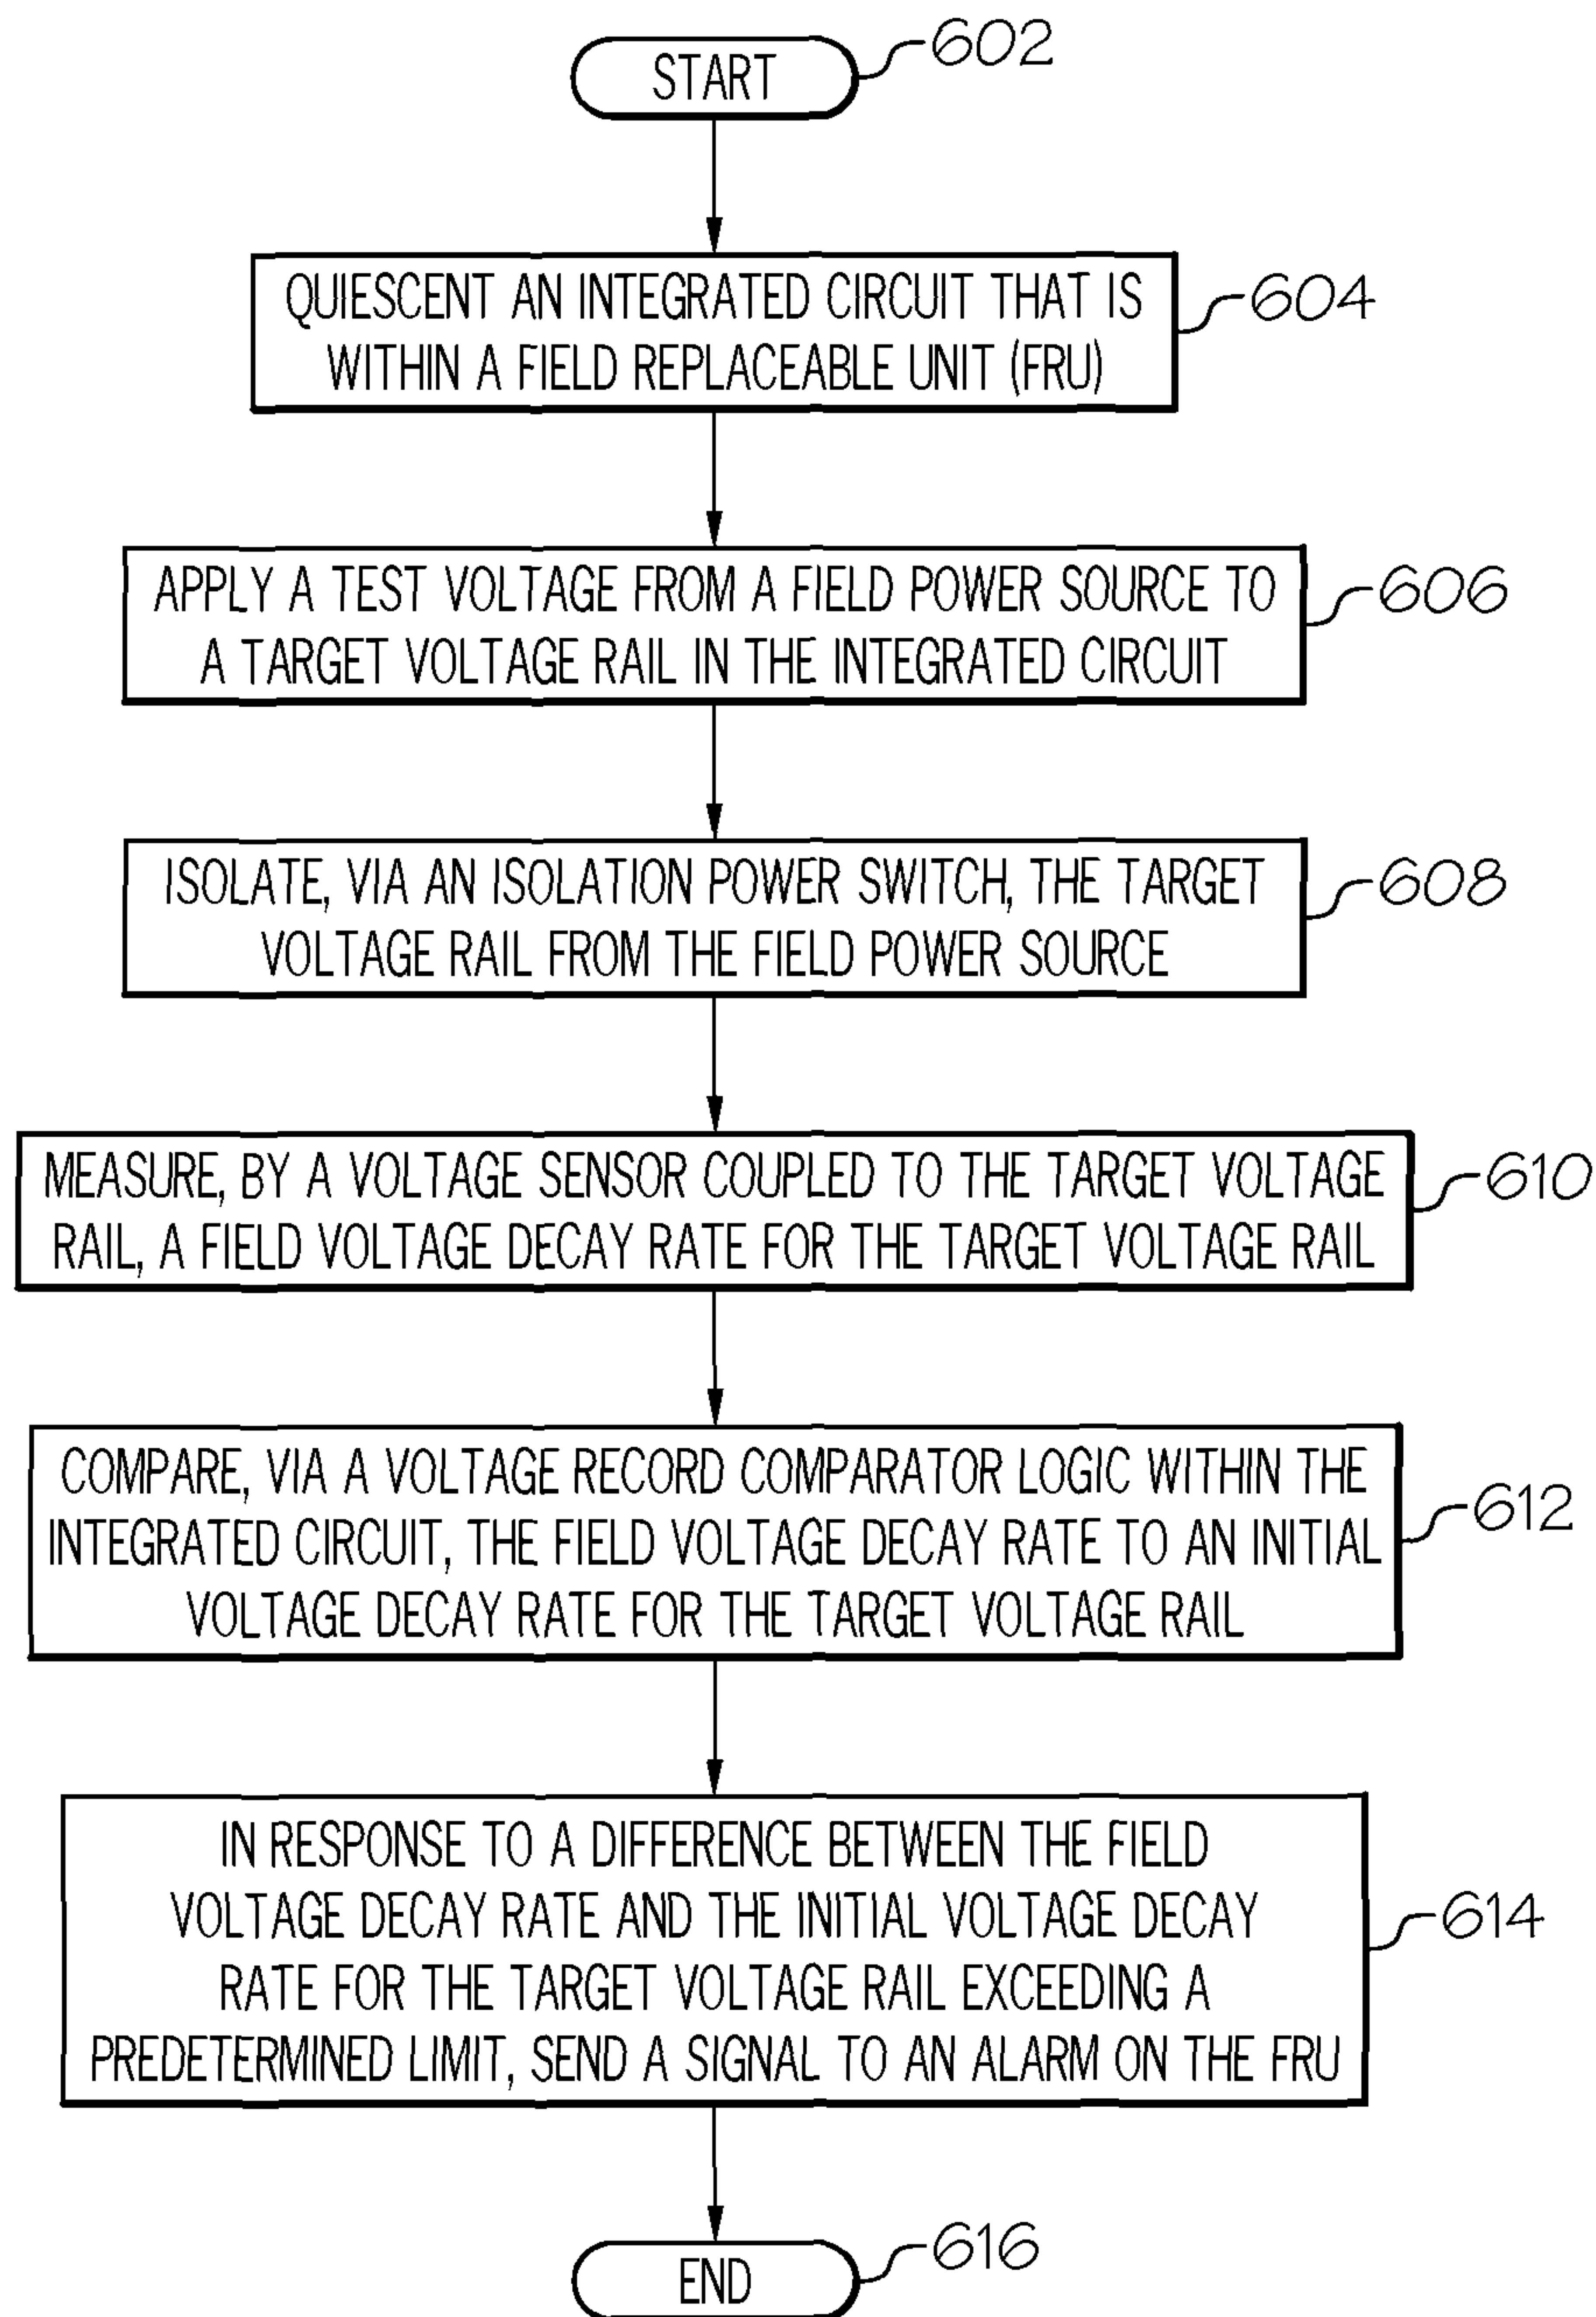 START
602
QUIESCENT AN INTEGRATED CIRCUIT THAT IS
WITHIN A FIELD REPLACEABLE UNIT (FRU)
604
APPLY A TEST VOLTAGE FROM A FIELD POWER SOURCE TO
A TARGET VOLTAGE RAIL IN THE INTEGRATED CIRCUIT
606
ISOLATE, VIA AN ISOLATION POWER SWITCH, THE TARGET
VOLTAGE RAIL FROM THE FIELD POWER SOURCE
608
MEASURE, BY A VOLTAGE SENSOR COUPLED TO THE TARGET VOLTAGE
RAIL, A FIELD VOLTAGE DECAY RATE FOR THE TARGET VOLTAGE RAIL
610
COMPARE, VIA A VOLTAGE RECORD COMPARATOR LOGIC WITHIN THE
INTEGRATED CIRCUIT, THE FIELD VOLTAGE DECAY RATE TO AN INITIAL
VOLTAGE DECAY RATE FOR THE TARGET VOLTAGE RAIL
612
IN RESPONSE TO A DIFFERENCE BETWEEN THE FIELD
VOLTAGE DECAY RATE AND THE INITIAL VOLTAGE DECAY
RATE FOR THE TARGET VOLTAGE RAIL EXCEEDING A
PREDETERMINED LIMIT, SEND A SIGNAL TO AN ALARM ON THE FRU
614
END
616